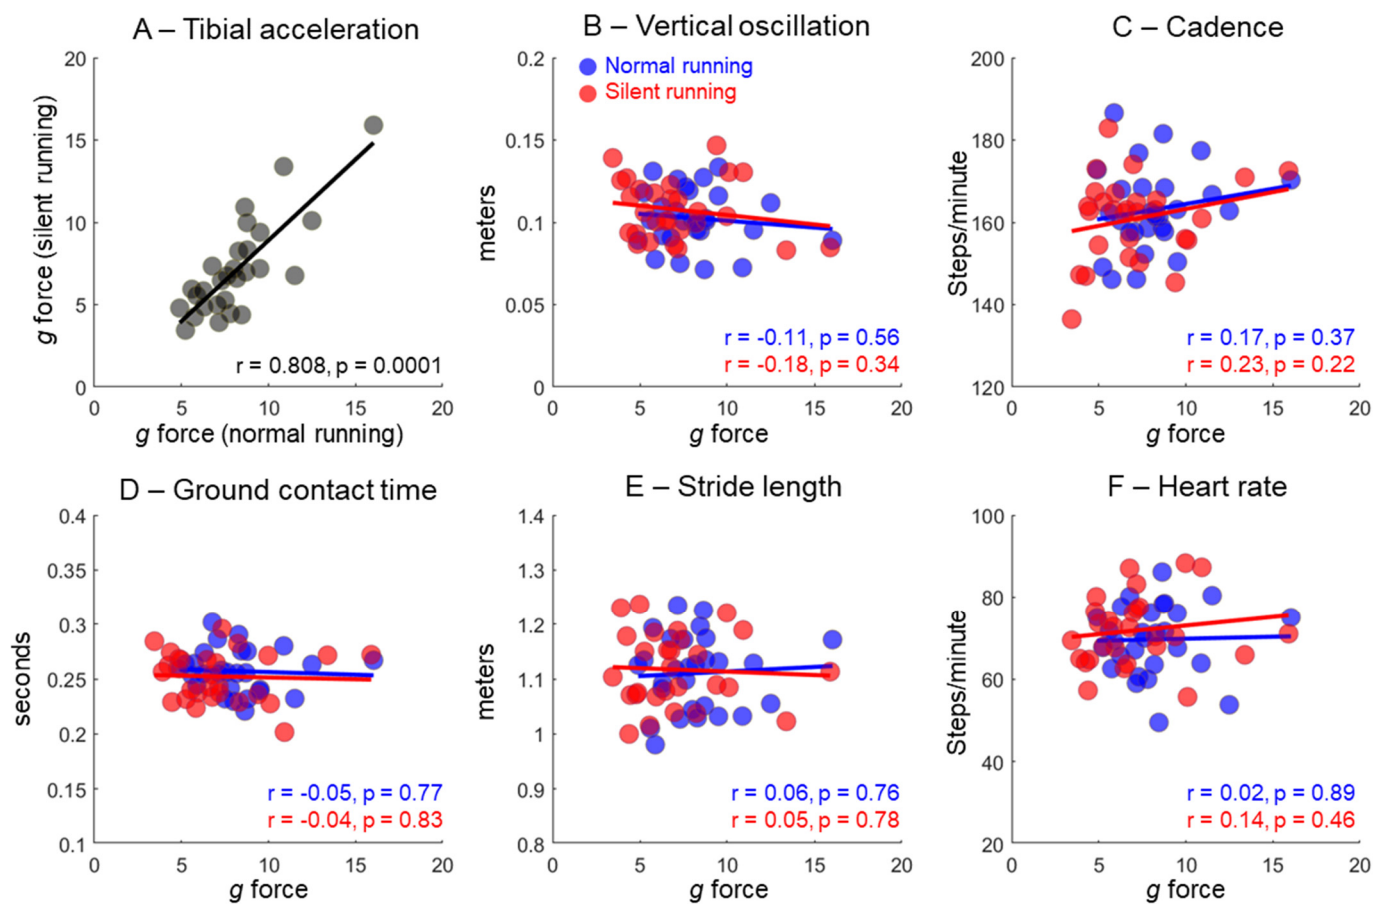 A – Tibial acceleration
20
15
10
5
0
0
5
10
15
20
g force (silent running)
g force (normal running)
r = 0.808, p = 0.0001
B – Vertical oscillation
Normal running
Silent running
0.2
0.15
0.1
0.05
0
0
5
10
15
20
meters
g force
r = -0.11, p = 0.56
r = -0.18, p = 0.34
C – Cadence
200
180
160
140
120
0
5
10
15
20
Steps/minute
g force
r = 0.17, p = 0.37
r = 0.23, p = 0.22
D – Ground contact time
0.4
0.35
0.3
0.25
0.2
0.15
0.1
0
5
10
15
20
seconds
g force
r = -0.05, p = 0.77
r = -0.04, p = 0.83
E – Stride length
1.4
1.3
1.2
1.1
1
0.9
0.8
0
5
10
15
20
meters
g force
r = 0.06, p = 0.76
r = 0.05, p = 0.78
F – Heart rate
100
80
60
40
20
0
5
10
15
20
Steps/minute
g force
r = 0.02, p = 0.89
r = 0.14, p = 0.46